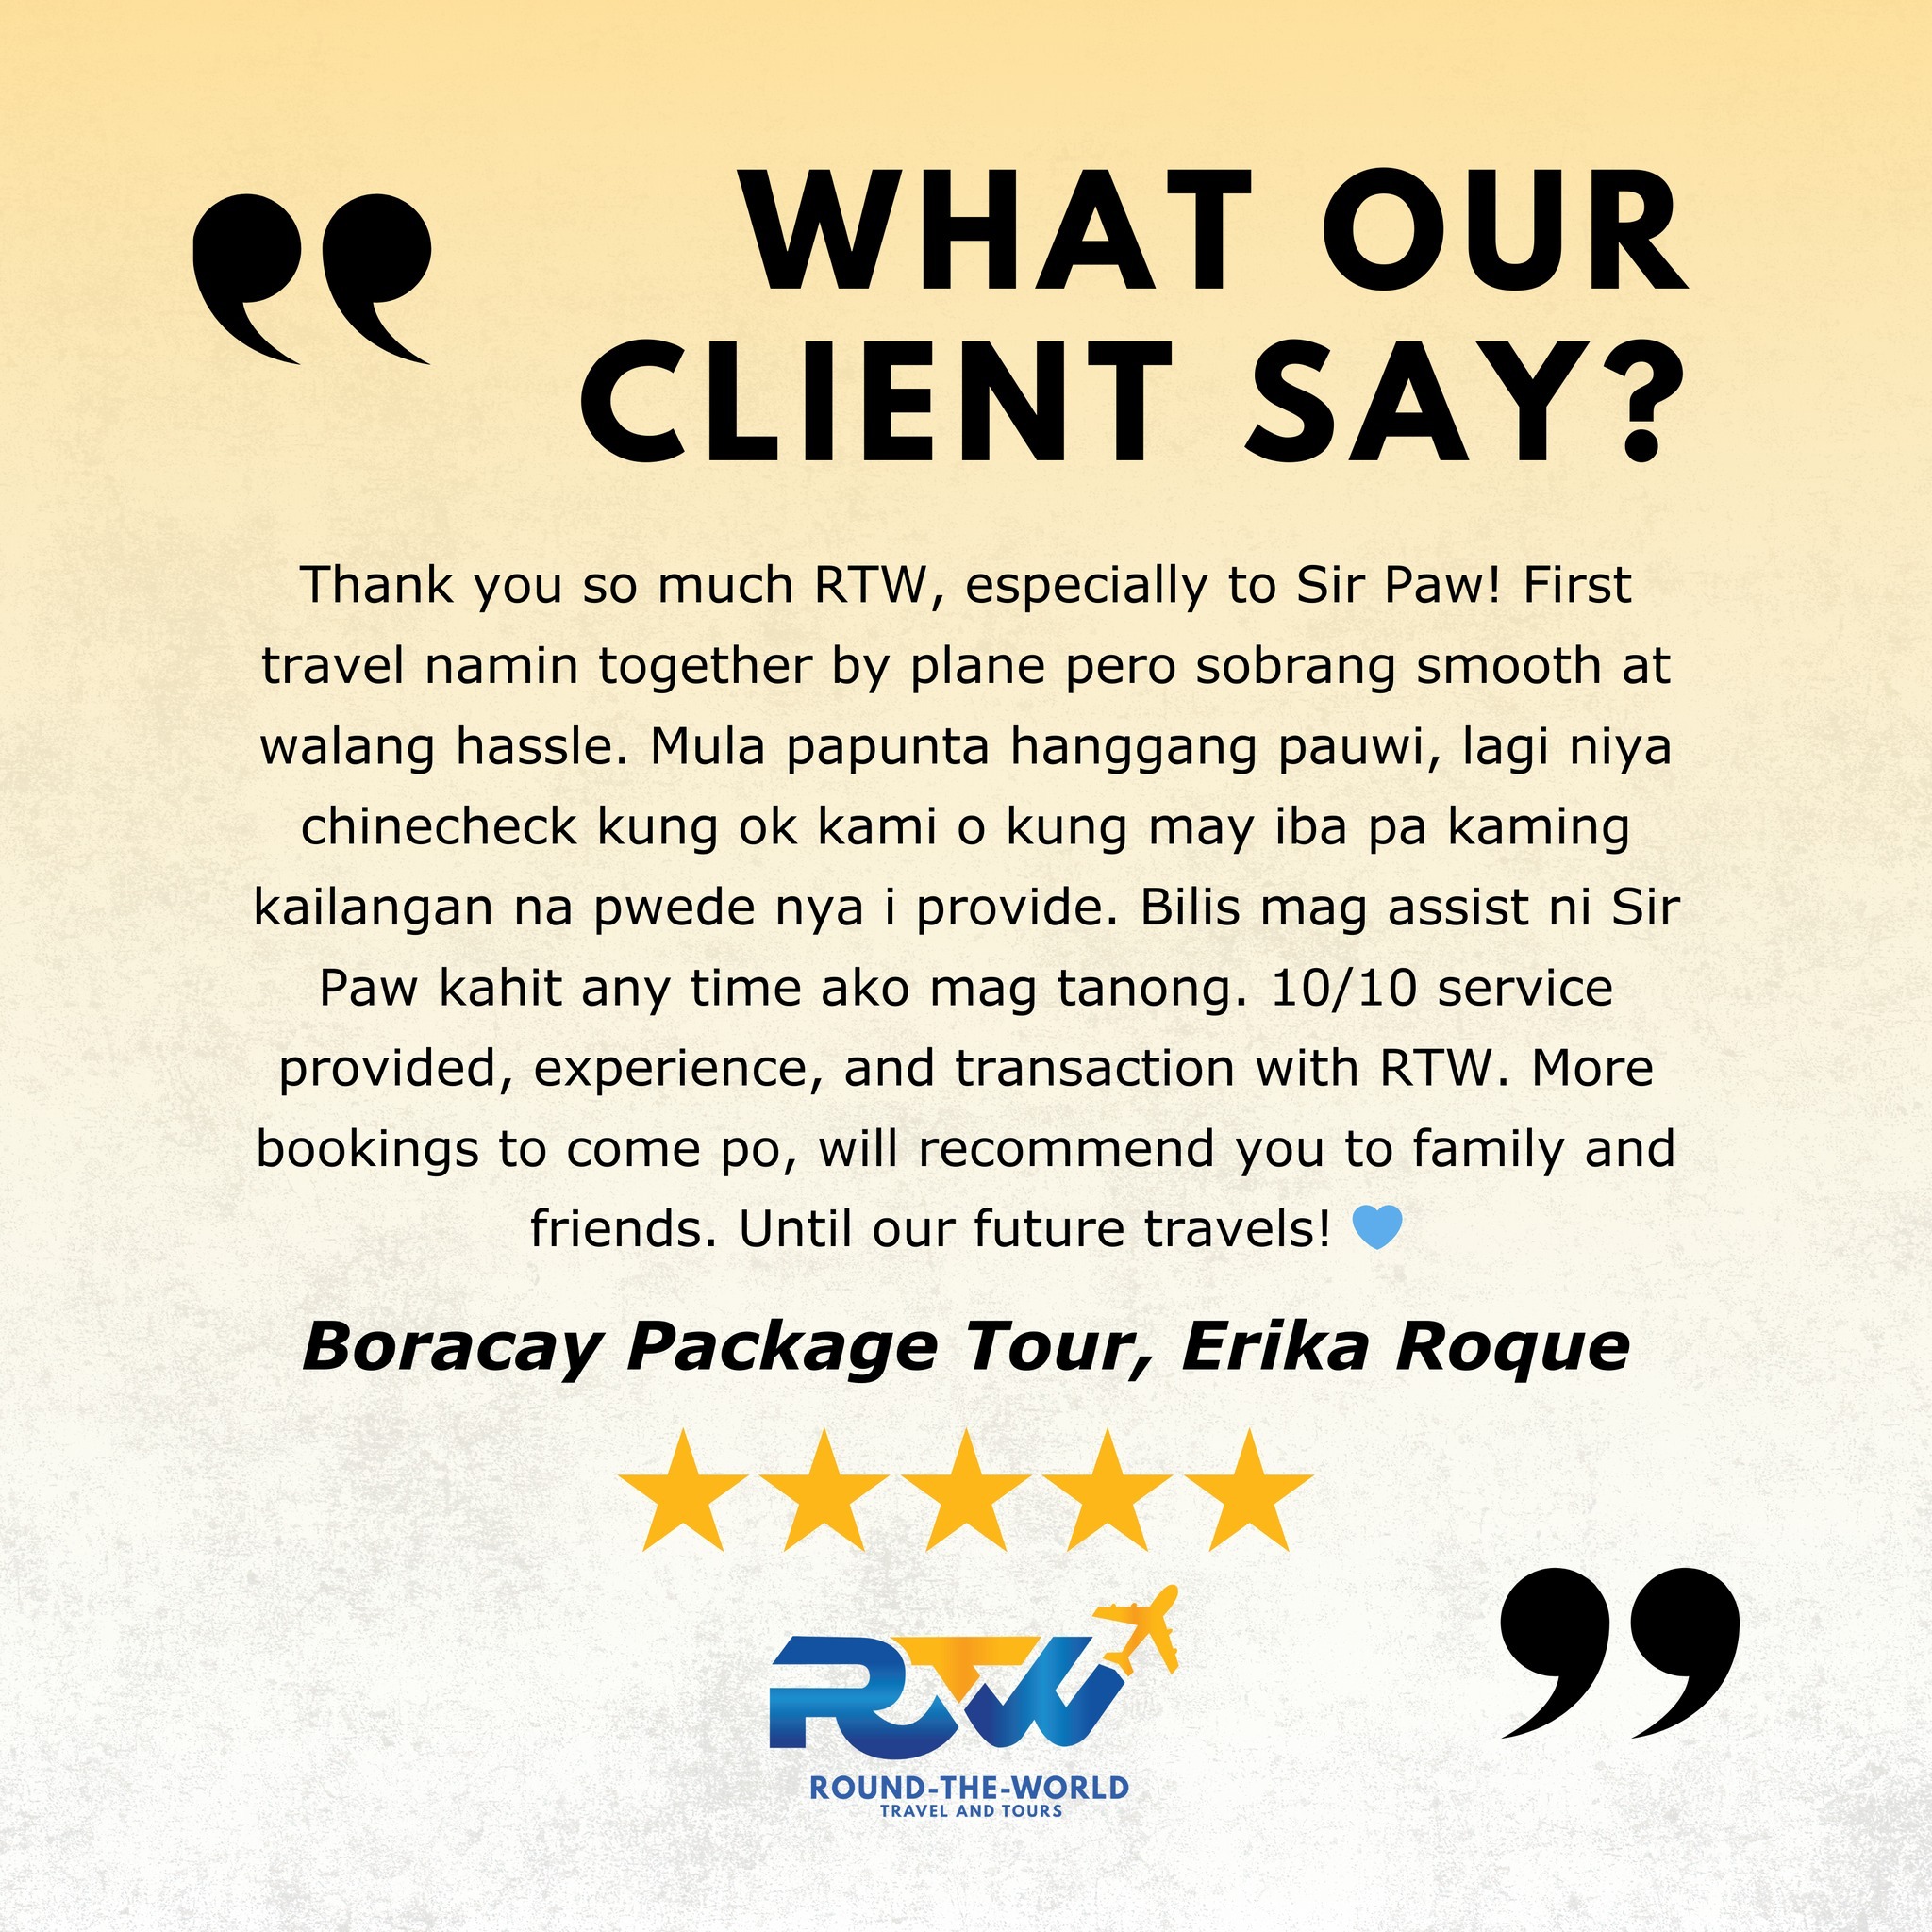 WHAT OUR
CLIENT SAY?
Thank you so much RTW, especially to Sir Paw! First
travel namin together by plane pero sobrang smooth at
walang hassle. Mula papunta hanggang pauwi, lagi niya
chinecheck kung ok kami o kung may iba pa kaming
kailangan na pwede nya i provide. Bilis mag assist ni Sir
Paw kahit any time ako mag tanong. 10/10 service
provided, experience, and transaction with RTW. More
bookings to come po, will recommend you to family and
friends. Until our future travels! 💙
Boracay Package Tour, Erika Roque
RTW
ROUND-THE-WORLD
TRAVEL AND TOURS